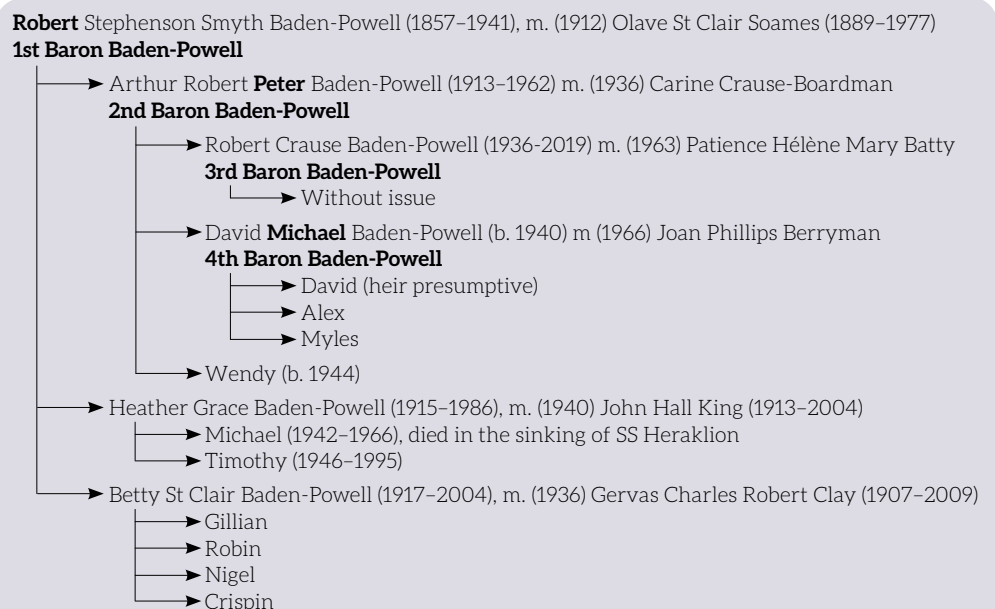 Robert Stephenson Smyth Baden-Powell (1857–1941), m. (1912) Olave St Clair Soames (1889–1977)
1st Baron Baden-Powell
Arthur Robert Peter Baden-Powell (1913–1962) m. (1936) Carine Crause-Boardman
2nd Baron Baden-Powell
Robert Crause Baden-Powell (1936-2019) m. (1963) Patience Hélène Mary Batty
3rd Baron Baden-Powell
Without issue
David Michael Baden-Powell (b. 1940) m (1966) Joan Phillips Berryman
4th Baron Baden-Powell
David (heir presumptive)
Alex
Myles
Wendy (b. 1944)
Heather Grace Baden-Powell (1915–1986), m. (1940) John Hall King (1913–2004)
Michael (1942–1966), died in the sinking of SS Heraklion
Timothy (1946–1995)
Betty St Clair Baden-Powell (1917–2004), m. (1936) Gervas Charles Robert Clay (1907–2009)
Gillian
Robin
Nigel
Crispin